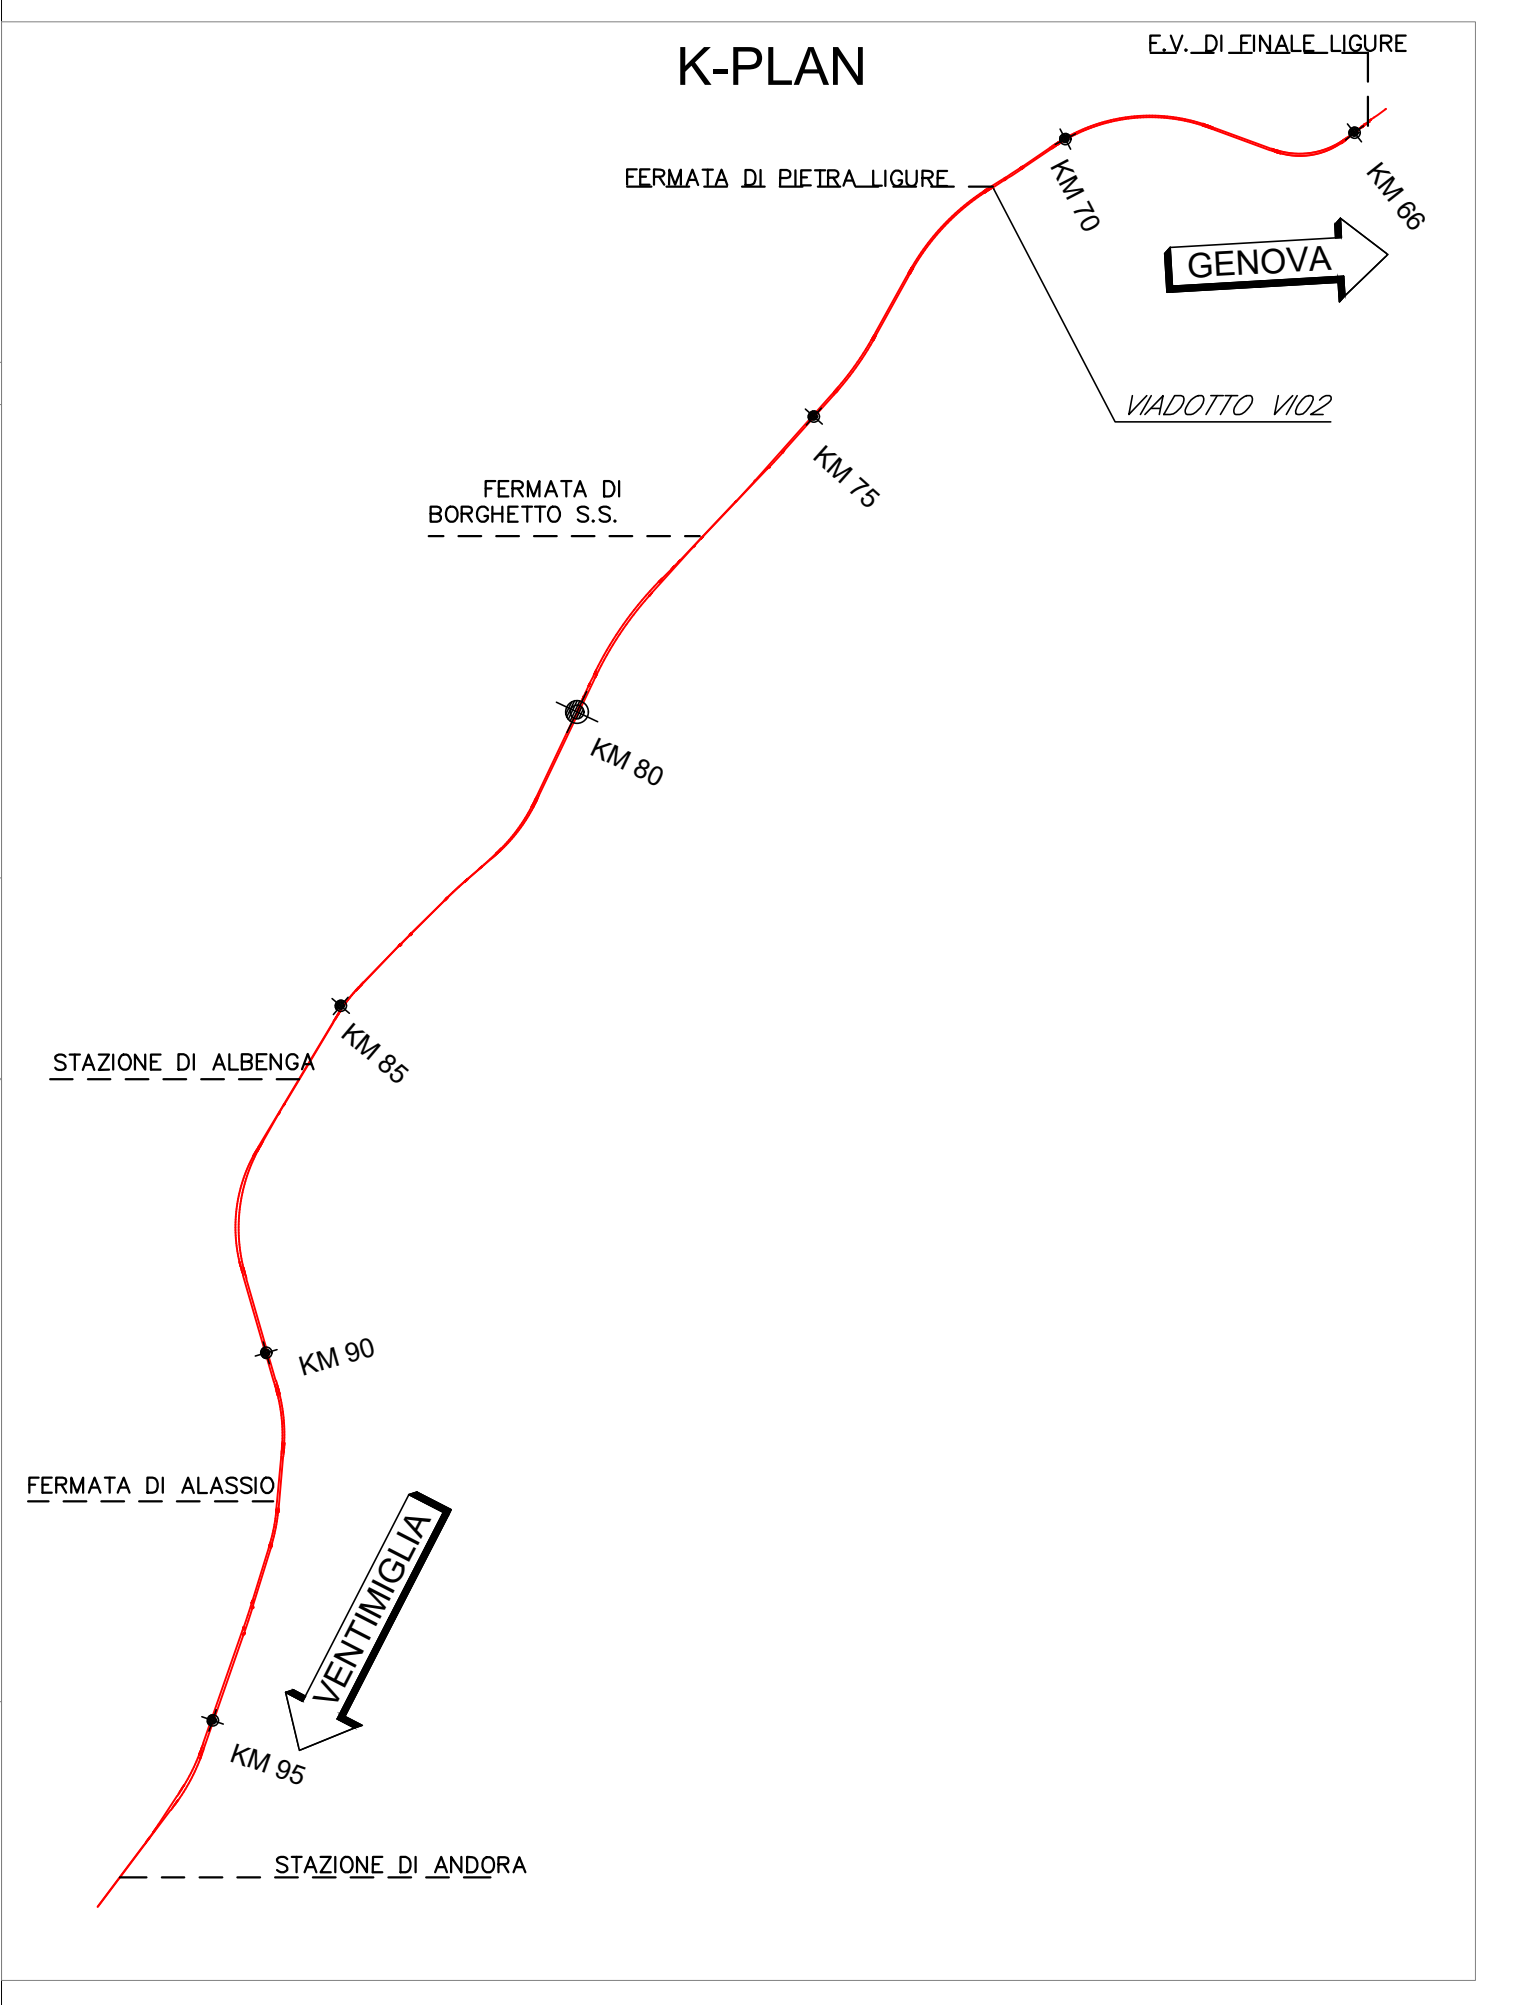 K-PLAN
F.V. DI FINALE LIGURE
FERMATA DI PIETRA LIGURE
KM 70
KM 66
GENOVA
VIADOTTO VI02
KM 75
FERMATA DI
BORGHETTO S.S.
KM 80
STAZIONE DI ALBENGA
KM 85
KM 90
FERMATA DI ALASSIO
VENTIMIGLIA
KM 95
STAZIONE DI ANDORA